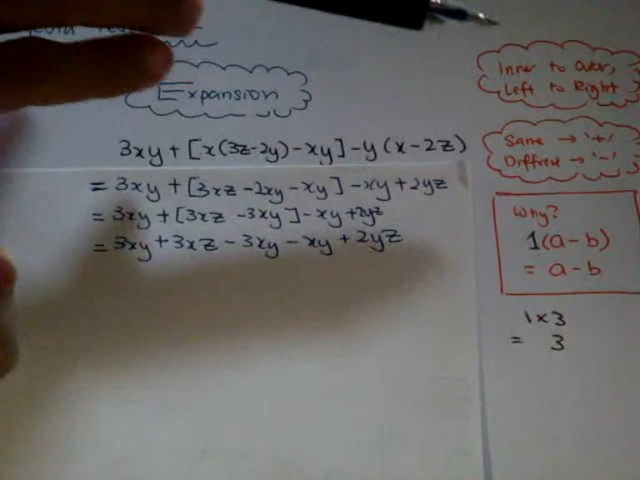 Expansion
3xy + [x(3z-2y) - xy] - y(x-2z)
= 3xy + [3xz - 2xy - xy] - xy + 2yz
= 3xy + [3xz - 3xy] - xy + 2yz
= 3xy + 3xz - 3xy - xy + 2yz
Inner to Outer,
Left to Right
Same → '+'
Diffrent → '-'
Why?
1(a-b)
= a-b
1 x 3
= 3